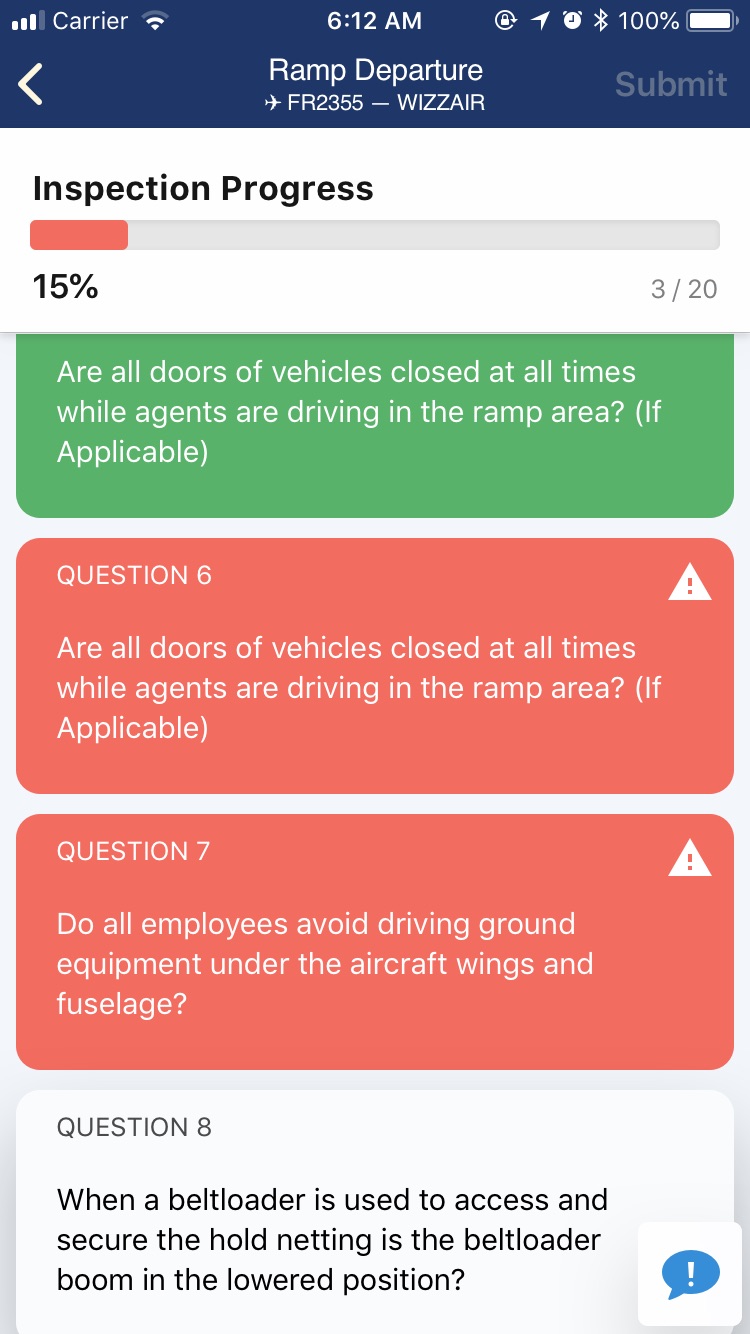 Carrier 6:12 AM 100%
Ramp Departure
✈ FR2355 — WIZZAIR
Submit
Inspection Progress
15% 3 / 20
Are all doors of vehicles closed at all times
while agents are driving in the ramp area? (If
Applicable)
QUESTION 6
Are all doors of vehicles closed at all times
while agents are driving in the ramp area? (If
Applicable)
QUESTION 7
Do all employees avoid driving ground
equipment under the aircraft wings and
fuselage?
QUESTION 8
When a beltloader is used to access and
secure the hold netting is the beltloader
boom in the lowered position?